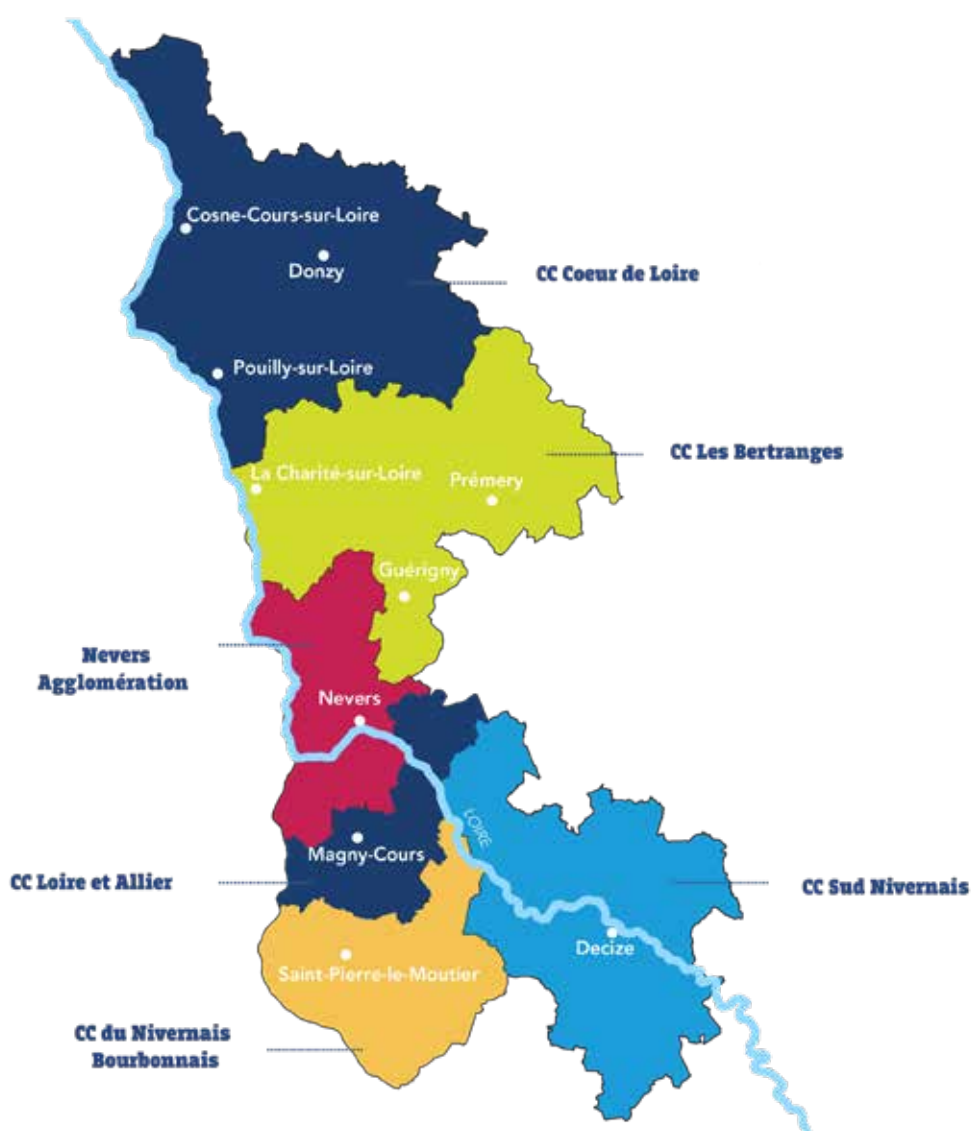 Cosne-Cours-sur-Loire
Donzy
CC Coeur de Loire
Pouilly-sur-Loire
CC Les Bertranges
La Charité-sur-Loire
Prémery
Guérigny
Nevers
Agglomération
Nevers
LOIRE
Magny-Cours
CC Loire et Allier
CC Sud Nivernais
Decize
Saint-Pierre-le-Moutier
CC du Nivernais
Bourbonnais